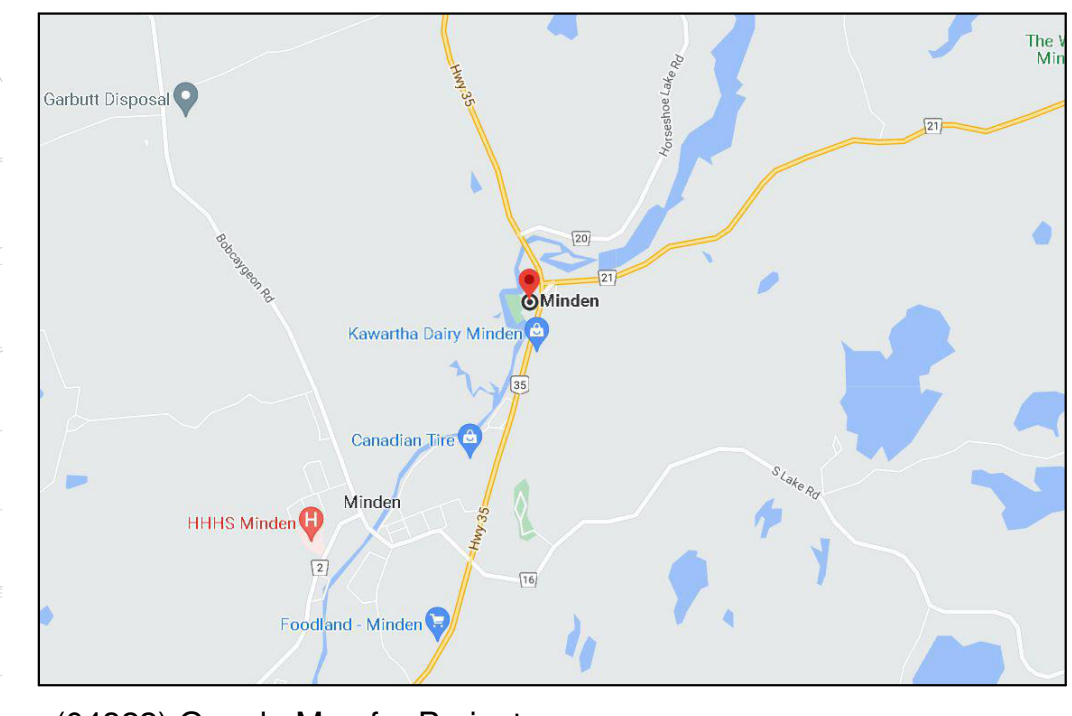 The
Min
Hwy 35
Horseshoe Lake Rd
Garbutt Disposal
21
20
Bobcaygeon Rd
21
Minden
Kawartha Dairy Minden
35
Canadian Tire
S Lake Rd
Minden
HHHS Minden
H
Hwy 35
2
16
Foodland - Minden